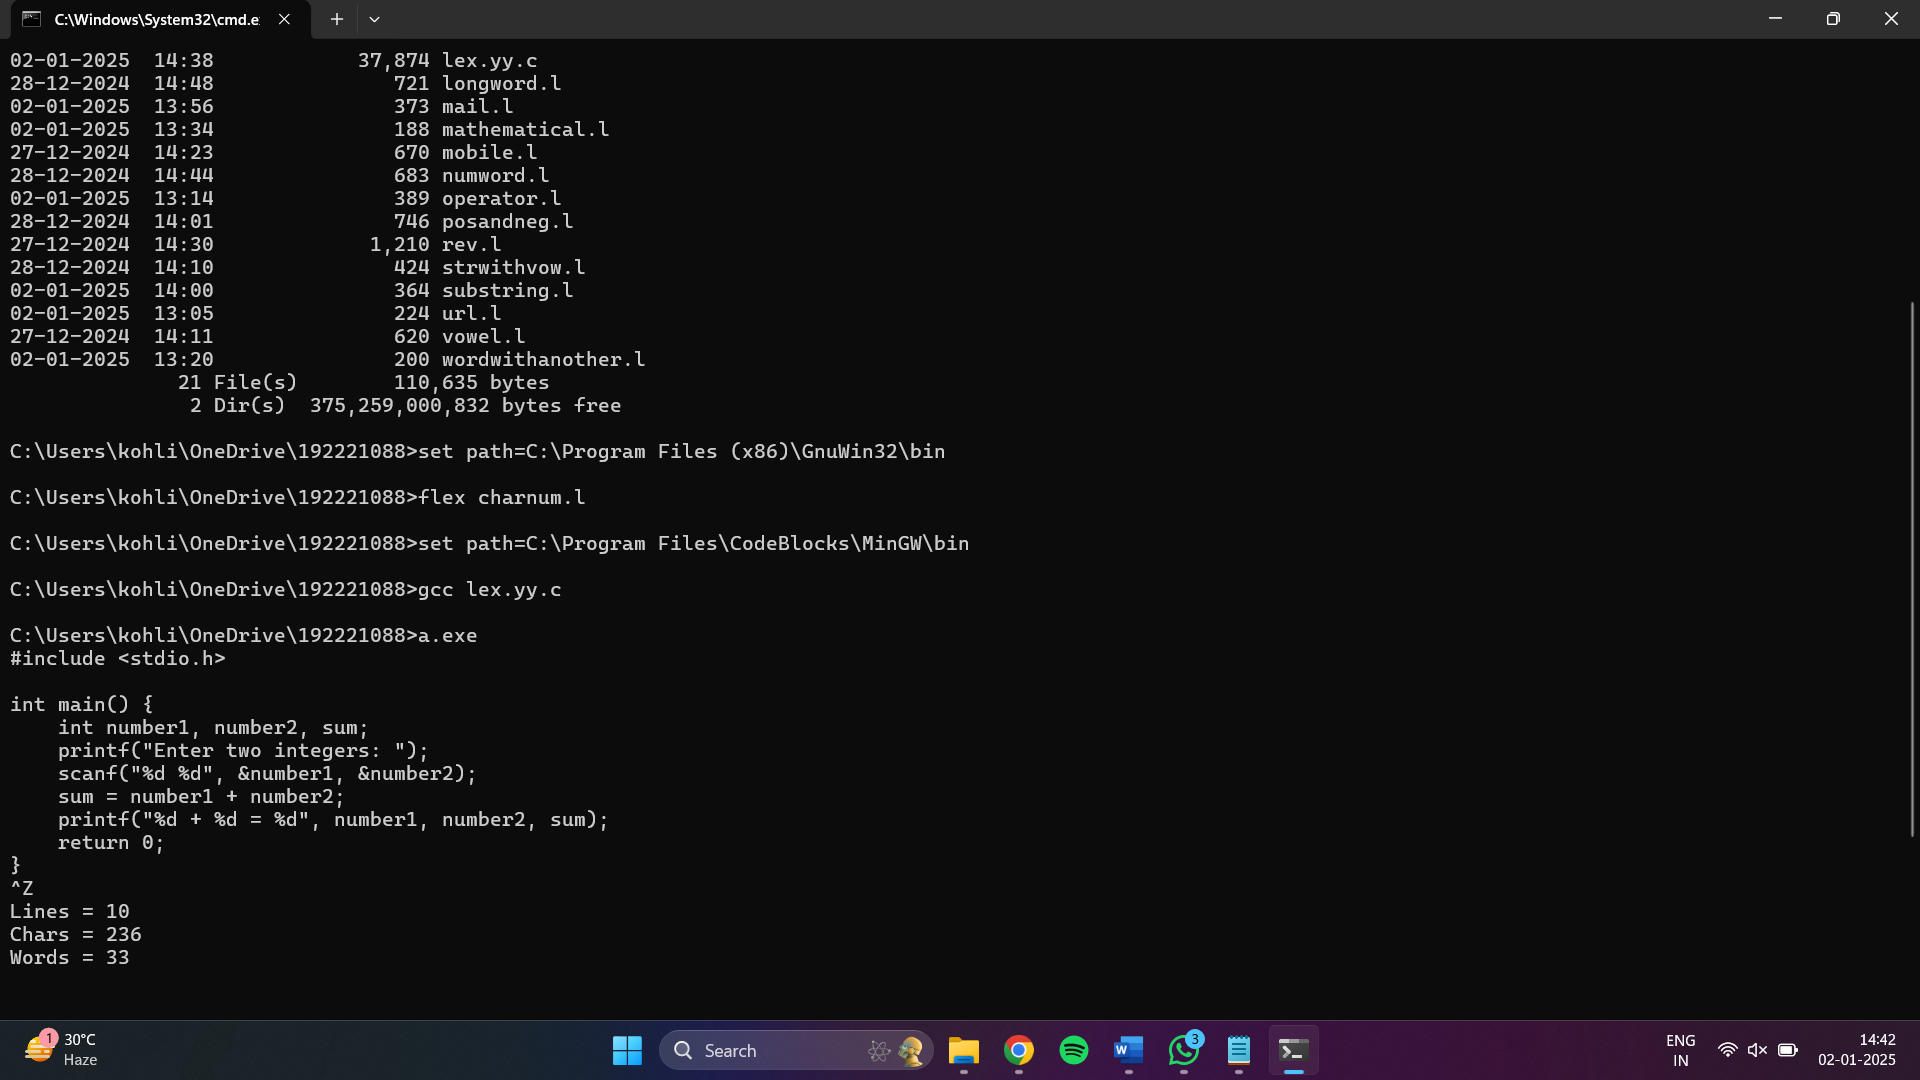 C:\Windows\System32\cmd.e
02-01-2025  14:38            37,874 lex.yy.c
28-12-2024  14:48               721 longword.l
02-01-2025  13:56               373 mail.l
02-01-2025  13:34               188 mathematical.l
27-12-2024  14:23               670 mobile.l
28-12-2024  14:44               683 numword.l
02-01-2025  13:14               389 operator.l
28-12-2024  14:01               746 posandneg.l
27-12-2024  14:30             1,210 rev.l
28-12-2024  14:10               424 strwithvow.l
02-01-2025  14:00               364 substring.l
02-01-2025  13:05               224 url.l
27-12-2024  14:11               620 vowel.l
02-01-2025  13:20               200 wordwithanother.l
              21 File(s)        110,635 bytes
               2 Dir(s)  375,259,000,832 bytes free
C:\Users\kohli\OneDrive\192221088>set path=C:\Program Files (x86)\GnuWin32\bin
C:\Users\kohli\OneDrive\192221088>flex charnum.l
C:\Users\kohli\OneDrive\192221088>set path=C:\Program Files\CodeBlocks\MinGW\bin
C:\Users\kohli\OneDrive\192221088>gcc lex.yy.c
C:\Users\kohli\OneDrive\192221088>a.exe
#include <stdio.h>
int main() {
    int number1, number2, sum;
    printf("Enter two integers: ");
    scanf("%d %d", &number1, &number2);
    sum = number1 + number2;
    printf("%d + %d = %d", number1, number2, sum);
    return 0;
}
^Z
Lines = 10
Chars = 236
Words = 33
1
30°C
Haze
Search
W
3
ENG
IN
14:42
02-01-2025